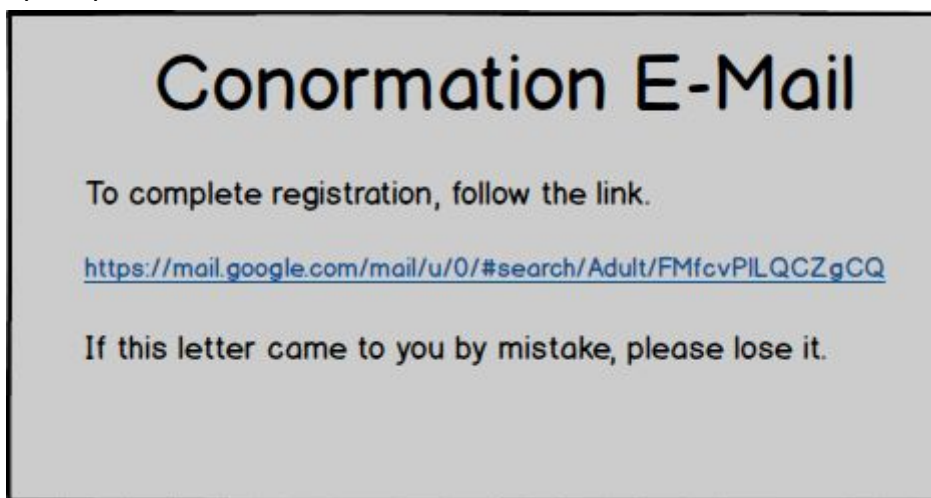 Conormation E-Mail
To complete registration, follow the link.
https://mail.google.com/mail/u/0/#search/Adult/FMfcvPlLQCZgCQ
If this letter came to you by mistake, please lose it.